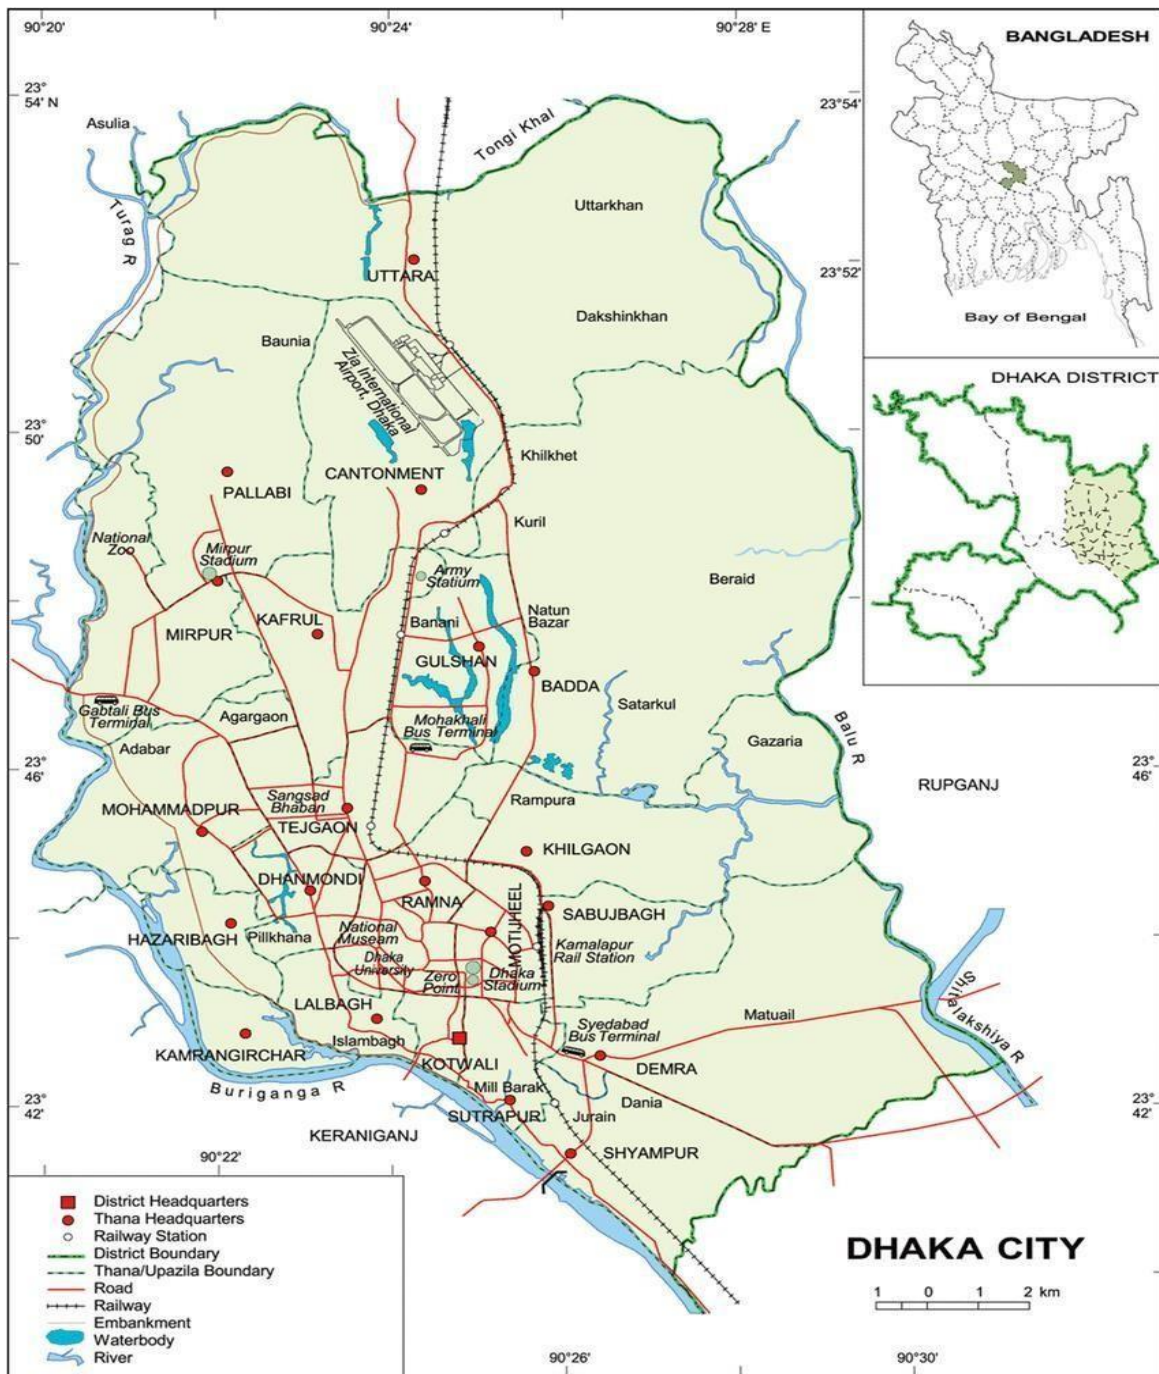 90°20'
90°24'
90°28' E
23°
54' N
23°54'
Asulia
Tongi Khal
Turag R
Uttarkhan
UTTARA
23°52'
Dakshinkhan
Baunia
Zia International
Airport, Dhaka
23°
50'
Khilkhet
CANTONMENT
PALLABI
Kuril
National
Zoo
Mirpur
Stadium
Army
Statium
Beraid
Natun
Bazar
Banani
KAFRUL
MIRPUR
GULSHAN
BADDA
Satarkul
Gabtali Bus
Terminal
Agargaon
Mohakhali
Bus Terminal
Adabar
Gazaria
Balu R
23°
46'
23°
46'
RUPGANJ
MOHAMMADPUR
Sangsad
Bhaban
Rampura
TEJGAON
KHILGAON
DHANMONDI
RAMNA
MOTIJHEEL
SABUJBAGH
HAZARIBAGH
Pillkhana
National
Museam
Kamalapur
Rail Station
Dhaka
University
Zero
Point
Dhaka
Stadium
Shitalakshiya R
LALBAGH
Matuail
Islambagh
Syedabad
Bus Terminal
KAMRANGIRCHAR
KOTWALI
DEMRA
Buriganga R
Mill Barak
Dania
23°
42'
23°
42'
SUTRAPUR
Jurain
KERANIGANJ
SHYAMPUR
90°22'
District Headquarters
Thana Headquarters
Railway Station
District Boundary
Thana/Upazila Boundary
Road
Railway
Embankment
Waterbody
River
DHAKA CITY
1 0 1 2 km
90°26'
90°30'
BANGLADESH
Bay of Bengal
DHAKA DISTRICT